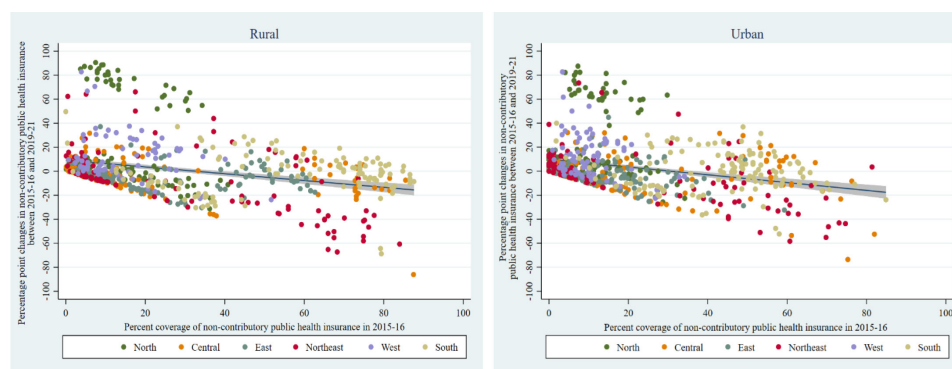 Rural
Percentage point changes in non-contributory public health insurance
between 2015-16 and 2019-21
100
80
60
40
20
0
-20
-40
-60
-80
-100
0
20
40
60
80
100
Percent coverage of non-contributory public health insurance in 2015-16
North
Central
East
Northeast
West
South
Urban
Percentage point changes in non-contributory
public health insurance between 2015-16 and 2019-21
100
80
60
40
20
0
-20
-40
-60
-80
-100
0
20
40
60
80
100
Percent coverage of non-contributory public health insurance in 2015-16
North
Central
East
Northeast
West
South